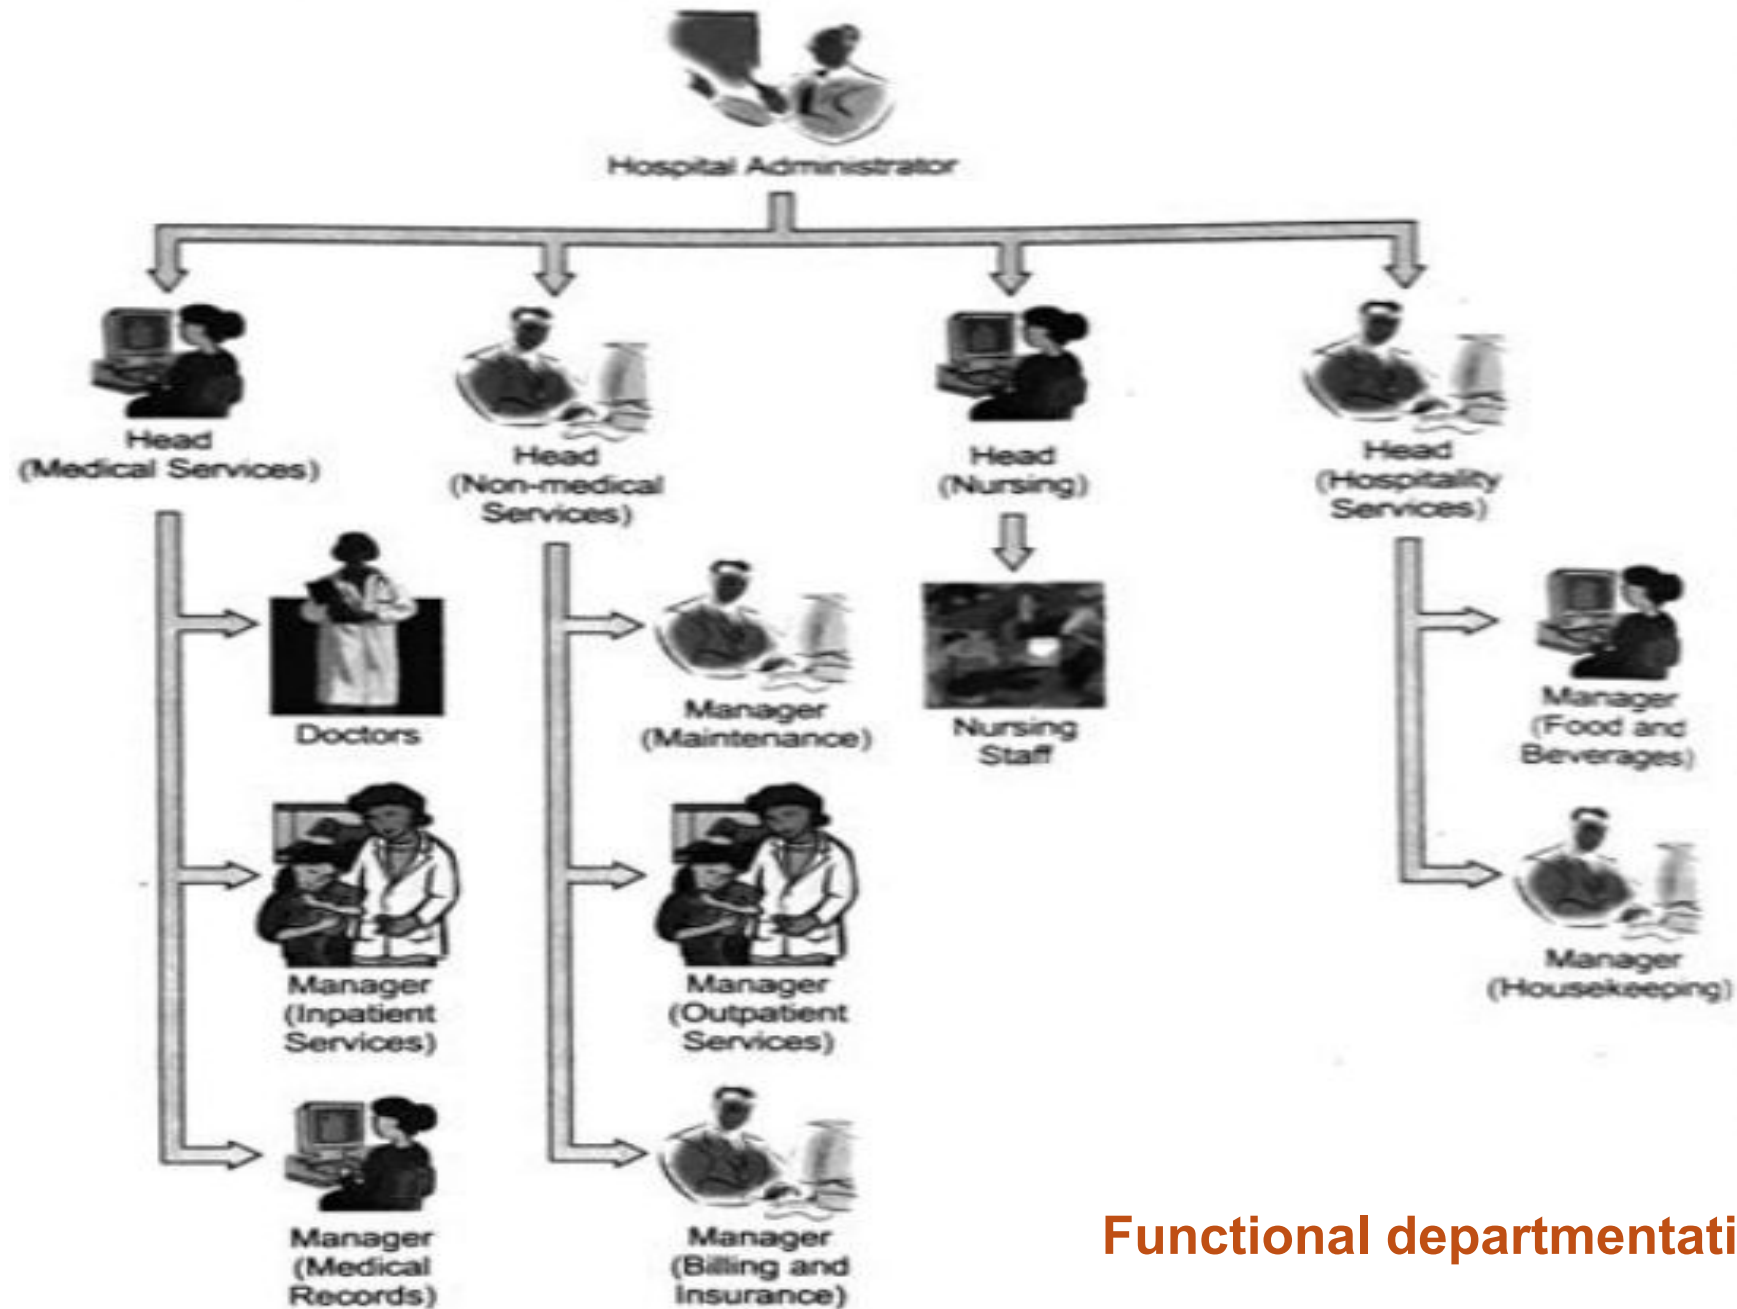 Hospital Administrator
Head
(Medical Services)
Head
(Non-medical
Services)
Head
(Nursing)
Head
(Hospitality
Services)
Doctors
Manager
(Maintenance)
Nursing
Staff
Manager
(Food and
Beverages)
Manager
(Inpatient
Services)
Manager
(Outpatient
Services)
Manager
(Housekeeping)
Manager
(Medical
Records)
Manager
(Billing and
Insurance)
Functional departmentati